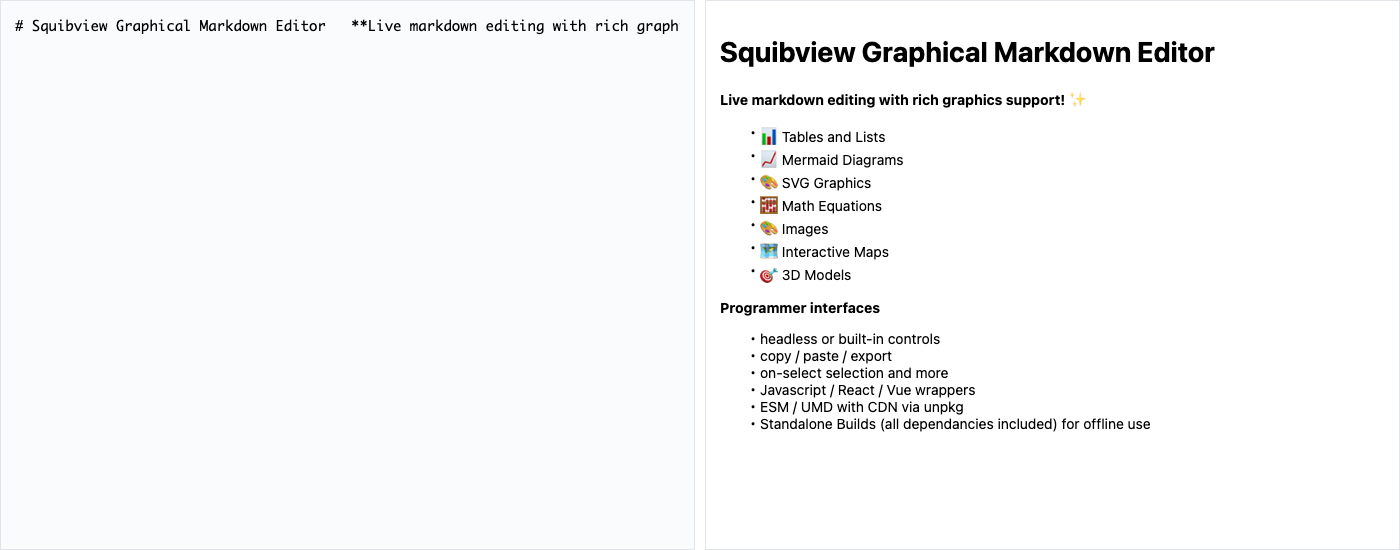 # Squibview Graphical Markdown Editor   **Live markdown editing with rich graph
Squibview Graphical Markdown Editor
Live markdown editing with rich graphics support! ✨
• 📊 Tables and Lists
• 📈 Mermaid Diagrams
• 🎨 SVG Graphics
• 🧮 Math Equations
• 🎨 Images
• 🗺️ Interactive Maps
• 🎯 3D Models
Programmer interfaces
• headless or built-in controls
• copy / paste / export
• on-select selection and more
• Javascript / React / Vue wrappers
• ESM / UMD with CDN via unpkg
• Standalone Builds (all dependancies included) for offline use